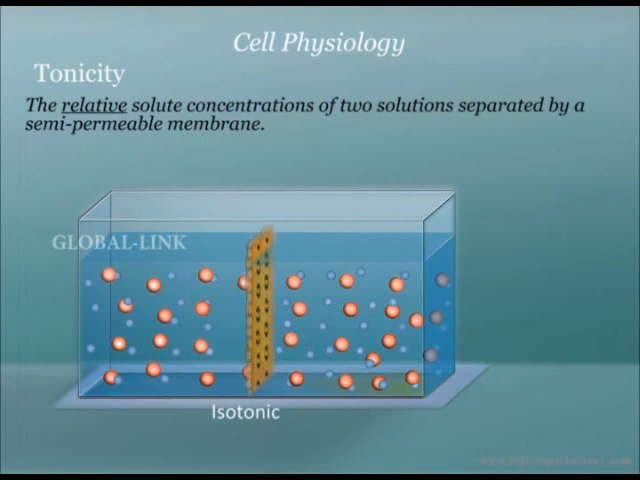 Cell Physiology
Tonicity
The relative solute concentrations of two solutions separated by a
semi-permeable membrane.
GLOBAL-LINK
Isotonic